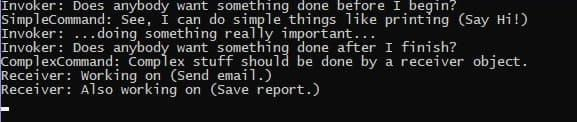 Invoker: Does anybody want something done before I begin?
SimpleCommand: See, I can do simple things like printing (Say Hi!)
Invoker: ...doing something really important...
Invoker: Does anybody want something done after I finish?
ComplexCommand: Complex stuff should be done by a receiver object.
Receiver: Working on (Send email.)
Receiver: Also working on (Save report.)